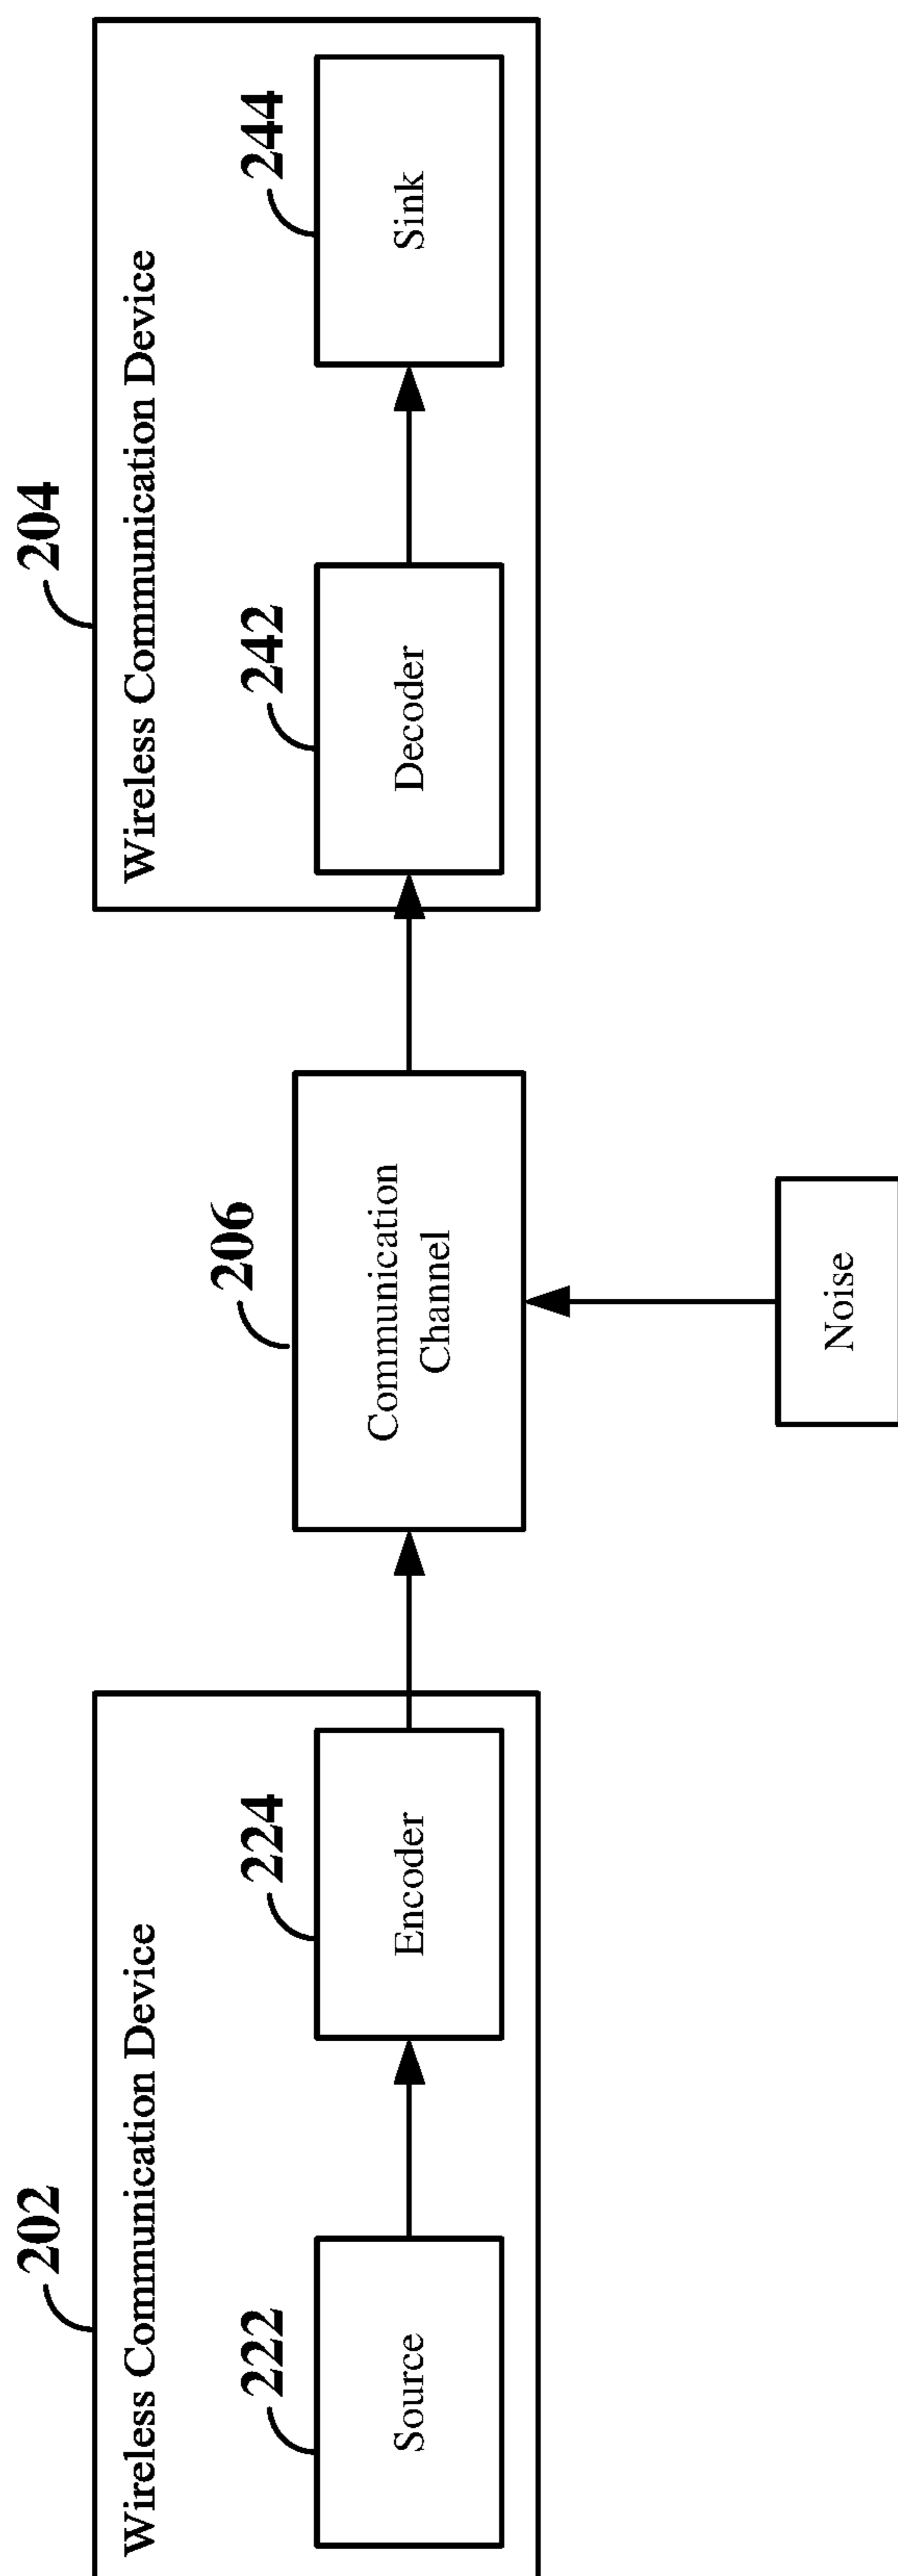 202
Wireless Communication Device
222
Source
224
Encoder
206
Communication
Channel
Noise
204
Wireless Communication Device
242
Decoder
244
Sink